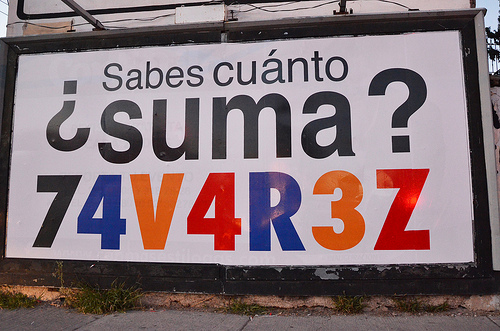 Sabes cuánto
¿suma?
74V4R3Z